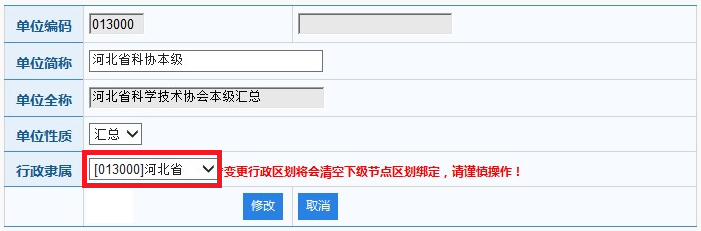 单位编码 013000
单位简称 河北省科协本级
单位全称 河北省科学技术协会本级汇总
单位性质 汇总
行政隶属 [013000]河北省 *变更行政区划将会清空下级节点区划绑定，请谨慎操作！
修改 取消